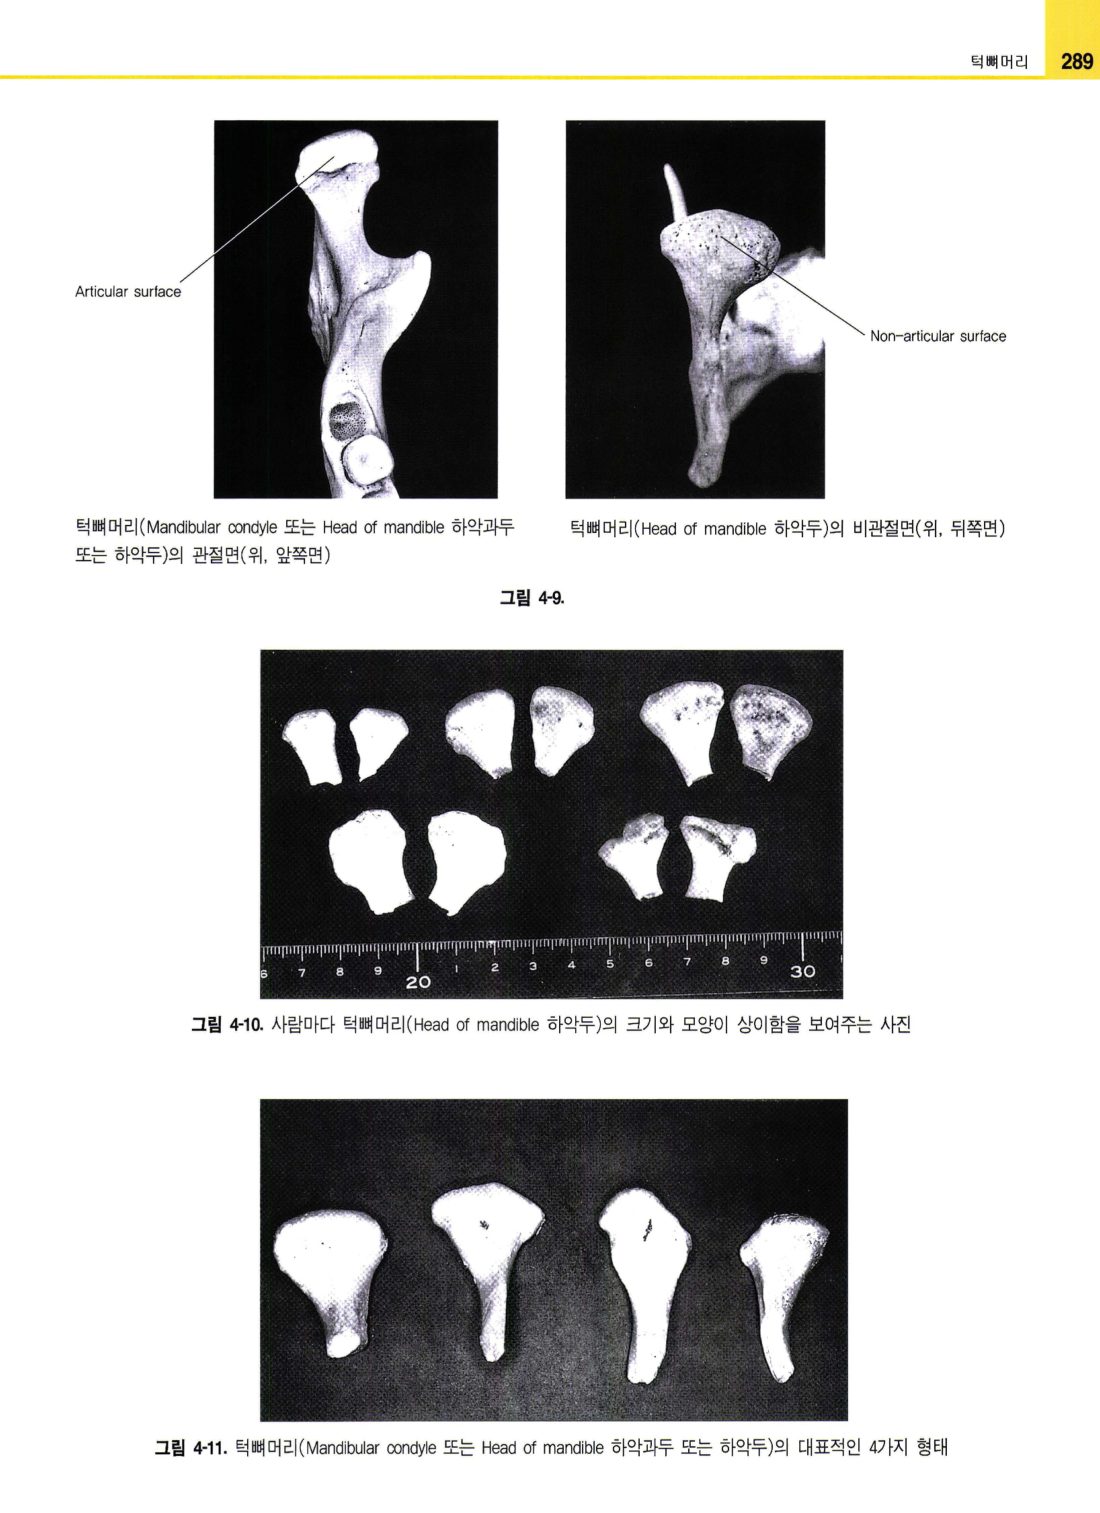 턱뼈머리 289
Articular surface
Non-articular surface
턱뼈머리(Mandibular condyle 또는 Head of mandible 하악과두
또는 하악두)의 관절면(위, 앞쪽면)
턱뼈머리(Head of mandible 하악두)의 비관절면(위, 뒤쪽면)
그림 4-9.
6 7 8 9 20 1 2 3 4 5 6 7 8 9 30
그림 4-10. 사람마다 턱뼈머리(Head of mandible 하악두)의 크기와 모양이 상이함을 보여주는 사진
그림 4-11. 턱뼈머리(Mandibular condyle 또는 Head of mandible 하악과두 또는 하악두)의 대표적인 4가지 형태